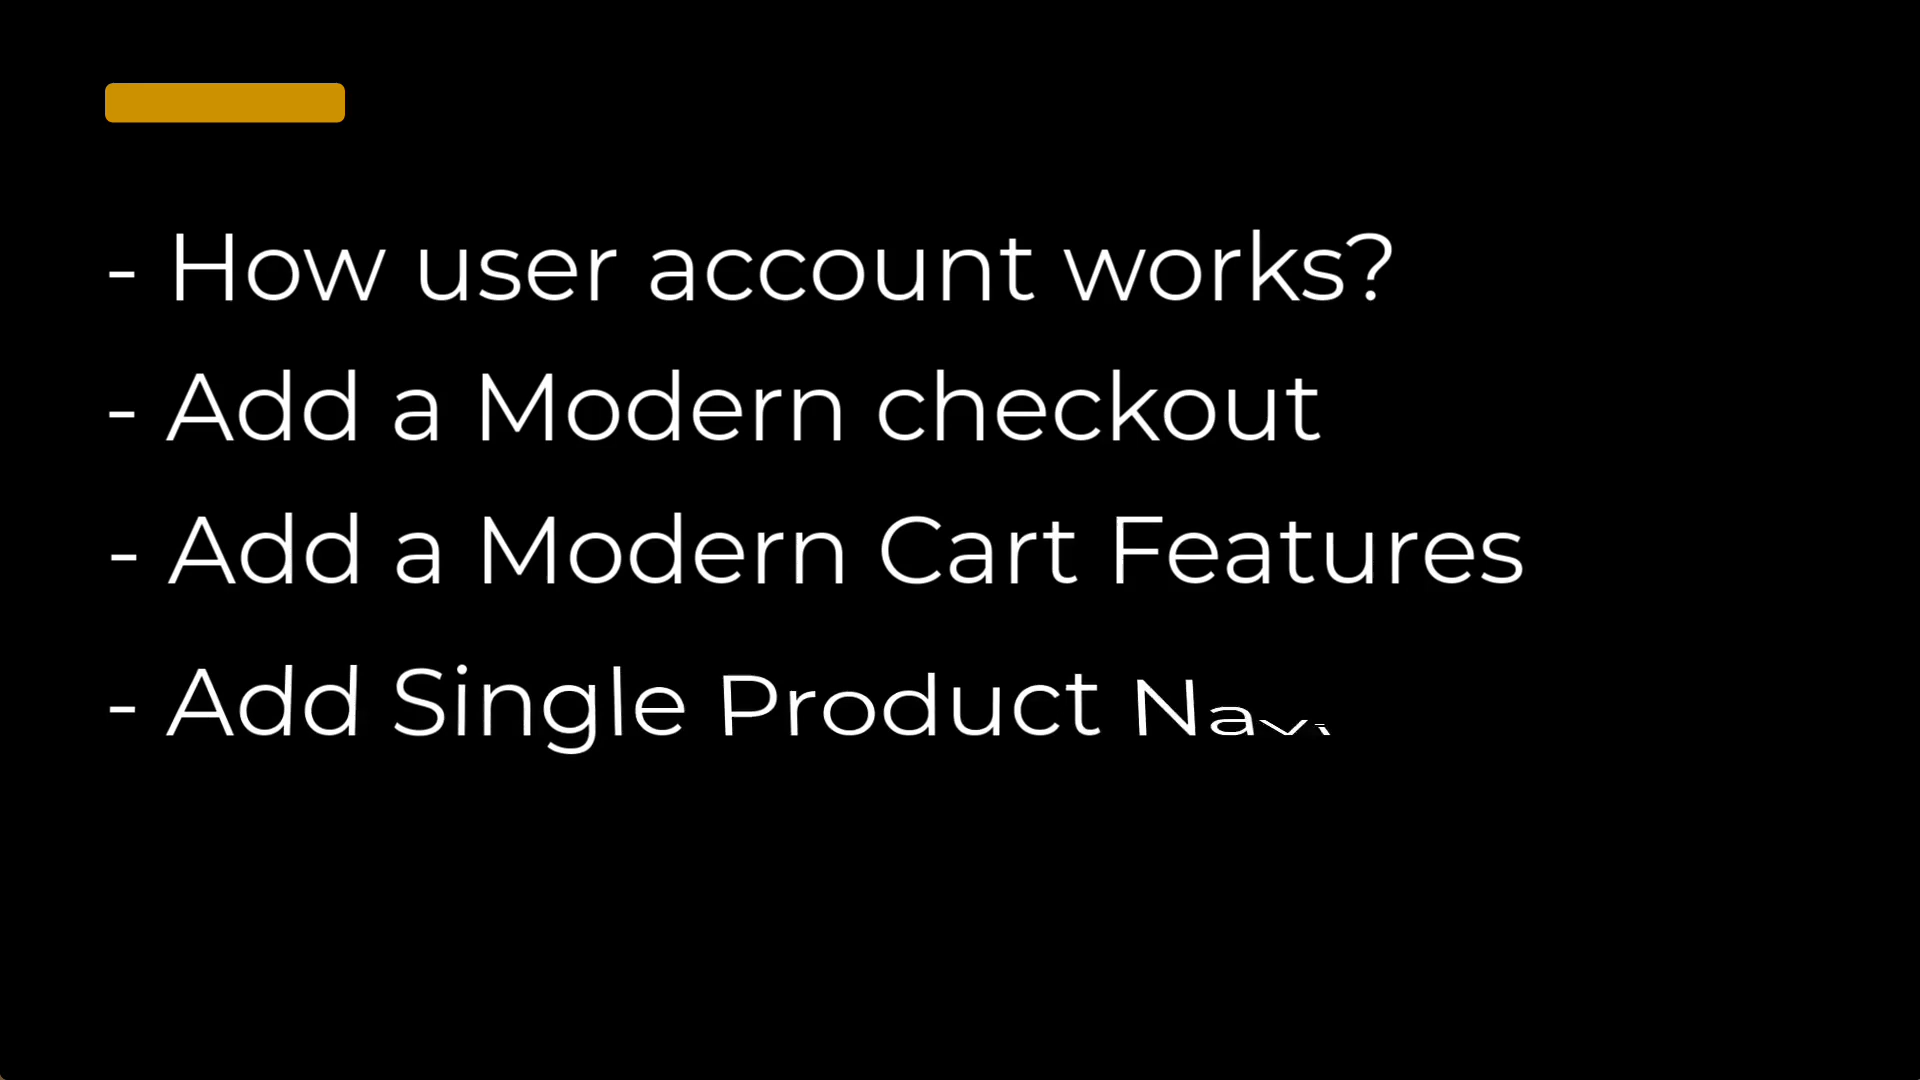 - How user account works?
- Add a Modern checkout
- Add a Modern Cart Features
- Add Single Product